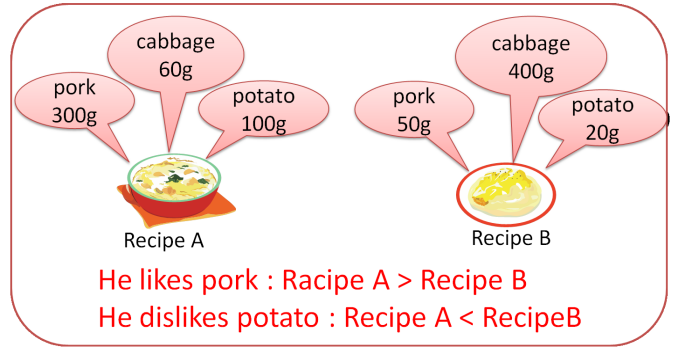 cabbage
60g
pork
300g
potato
100g
Recipe A
cabbage
400g
pork
50g
potato
20g
Recipe B
He likes pork : Racipe A > Recipe B
He dislikes potato : Recipe A < RecipeB